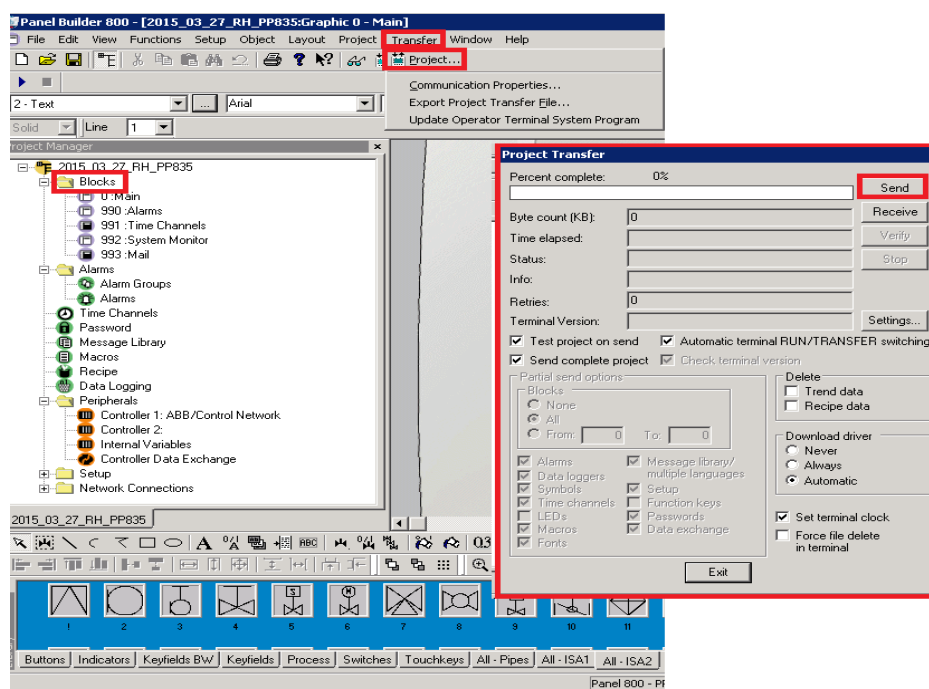 Panel Builder 800 - [2015_03_27_RH_PP835:Graphic 0 - Main]
File Edit View Functions Setup Object Layout Project Transfer Window Help
Project...
Communication Properties...
Export Project Transfer File...
Update Operator Terminal System Program
2 - Text ... Arial
Solid Line 1
Project Manager
2015_03_27_RH_PP835
Blocks
0 :Main
990 :Alarms
991 :Time Channels
992 :System Monitor
993 :Mail
Alarms
Alarm Groups
Alarms
Time Channels
Password
Message Library
Macros
Recipe
Data Logging
Peripherals
Controller 1: ABB/Control Network
Controller 2:
Internal Variables
Controller Data Exchange
Setup
Network Connections
2015_03_27_RH_PP835
Project Transfer
Percent complete: 0%
Send
Byte count (KB): 0
Receive
Time elapsed:
Verify
Status:
Stop
Info:
Retries: 0
Terminal Version:
Settings...
Test project on send
Automatic terminal RUN/TRANSFER switching
Send complete project
Check terminal version
Partial send options
Blocks
None
All
From: 0 To: 0
Alarms
Data loggers
Symbols
Time channels
LEDs
Macros
Fonts
Message library/
multiple languages
Setup
Function keys
Passwords
Data exchange
Delete
Trend data
Recipe data
Download driver
Never
Always
Automatic
Set terminal clock
Force file delete
in terminal
Exit
A ABC 03
S M
1 2 3 4 5 6 7 8 9 10 11
Buttons Indicators Keyfields BW Keyfields Process Switches Touchkeys All - Pipes All - ISA1 All - ISA2
Panel 800 - PP